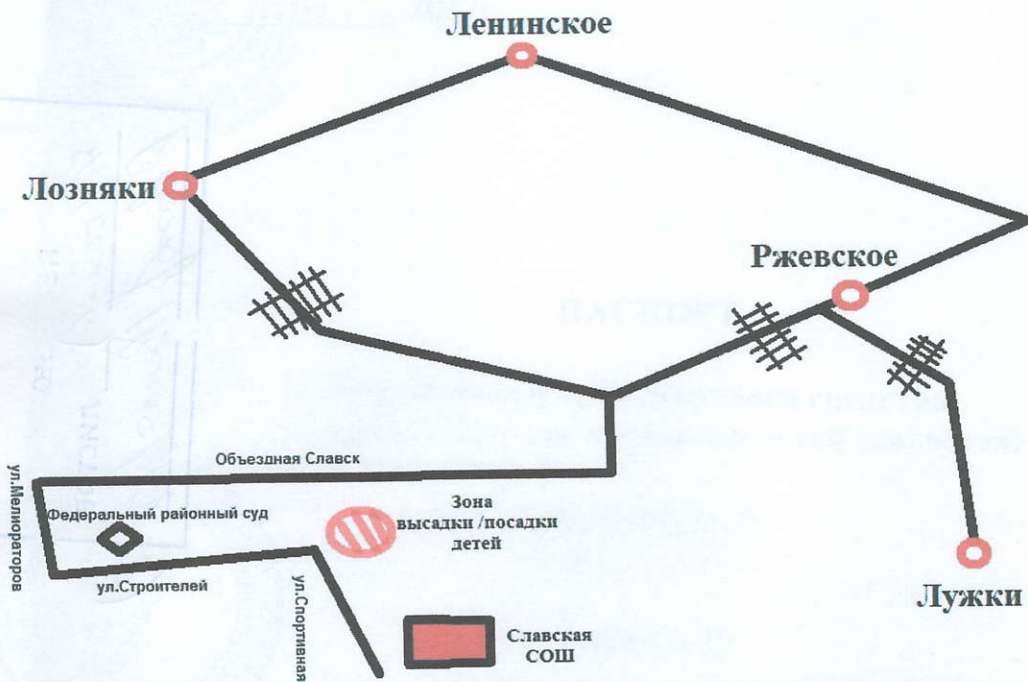 Ленинское
Лозняки
Ржевское
Объездная Славск
ул.Мелиораторов
Федеральный районный суд
Зона
высадки /посадки
детей
ул.Строителей
ул.Спортивная
Лужки
Славская
СОШ